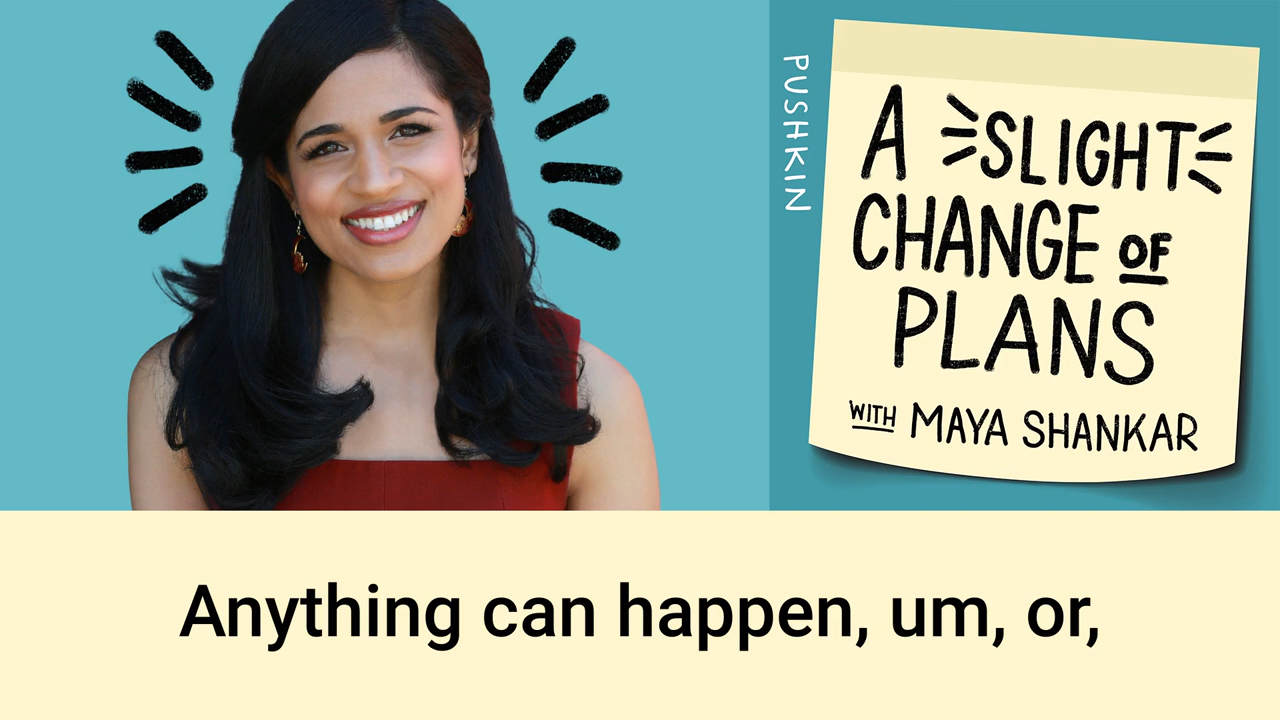 PUSHKIN
A SLIGHT
CHANGE OF
PLANS
WITH MAYA SHANKAR
Anything can happen, um, or,